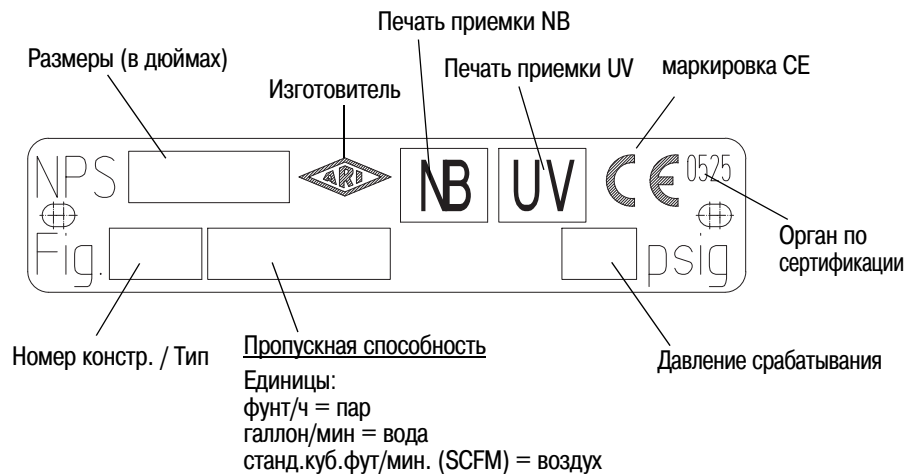 Печать приемки NB
Размеры (в дюймах)
Печать приемки UV
маркировка CE
Изготовитель
NPS
ARI
NB
UV
CE 0525
Fig.
psig
Орган по
сертификации
Номер констр. / Тип
Пропускная способность
Давление срабатывания
Единицы:
фунт/ч = пар
галлон/мин = вода
станд.куб.фут/мин. (SCFM) = воздух